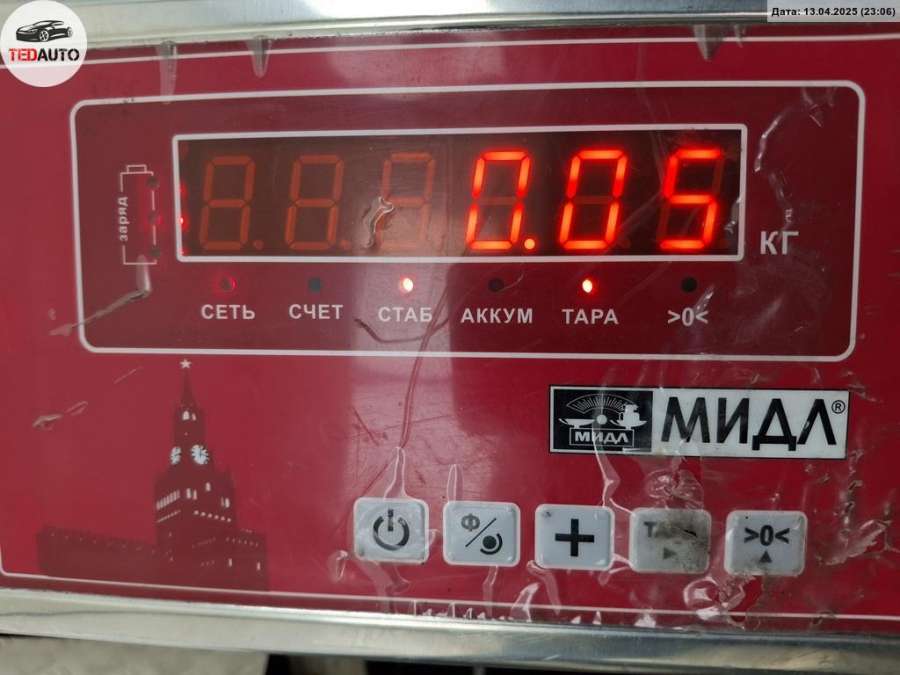 TEDAUTO
Дата: 13.04.2025 (23:06)
заряд
0.05
КГ
СЕТЬ СЧЕТ СТАБ АККУМ ТАРА >0<
МИДЛ МИДЛ®
Ф + >0<